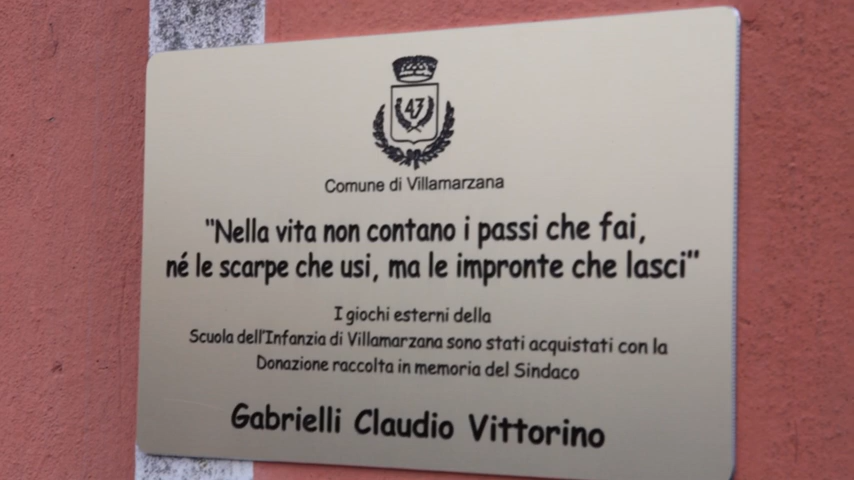 43
Comune di Villamarzana
"Nella vita non contano i passi che fai,
né le scarpe che usi, ma le impronte che lasci"
I giochi esterni della
Scuola dell'Infanzia di Villamarzana sono stati acquistati con la
Donazione raccolta in memoria del Sindaco
Gabrielli Claudio Vittorino